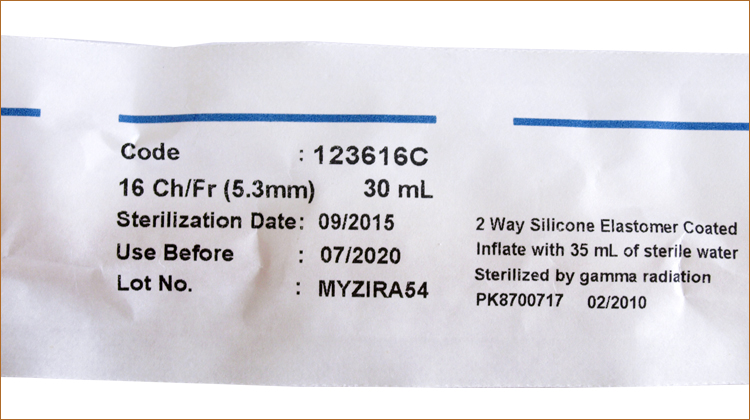 Code : 123616C
16 Ch/Fr (5.3mm) 30 mL
Sterilization Date: 09/2015
Use Before : 07/2020
Lot No. : MYZIRA54
2 Way Silicone Elastomer Coated
Inflate with 35 mL of sterile water
Sterilized by gamma radiation
PK8700717 02/2010